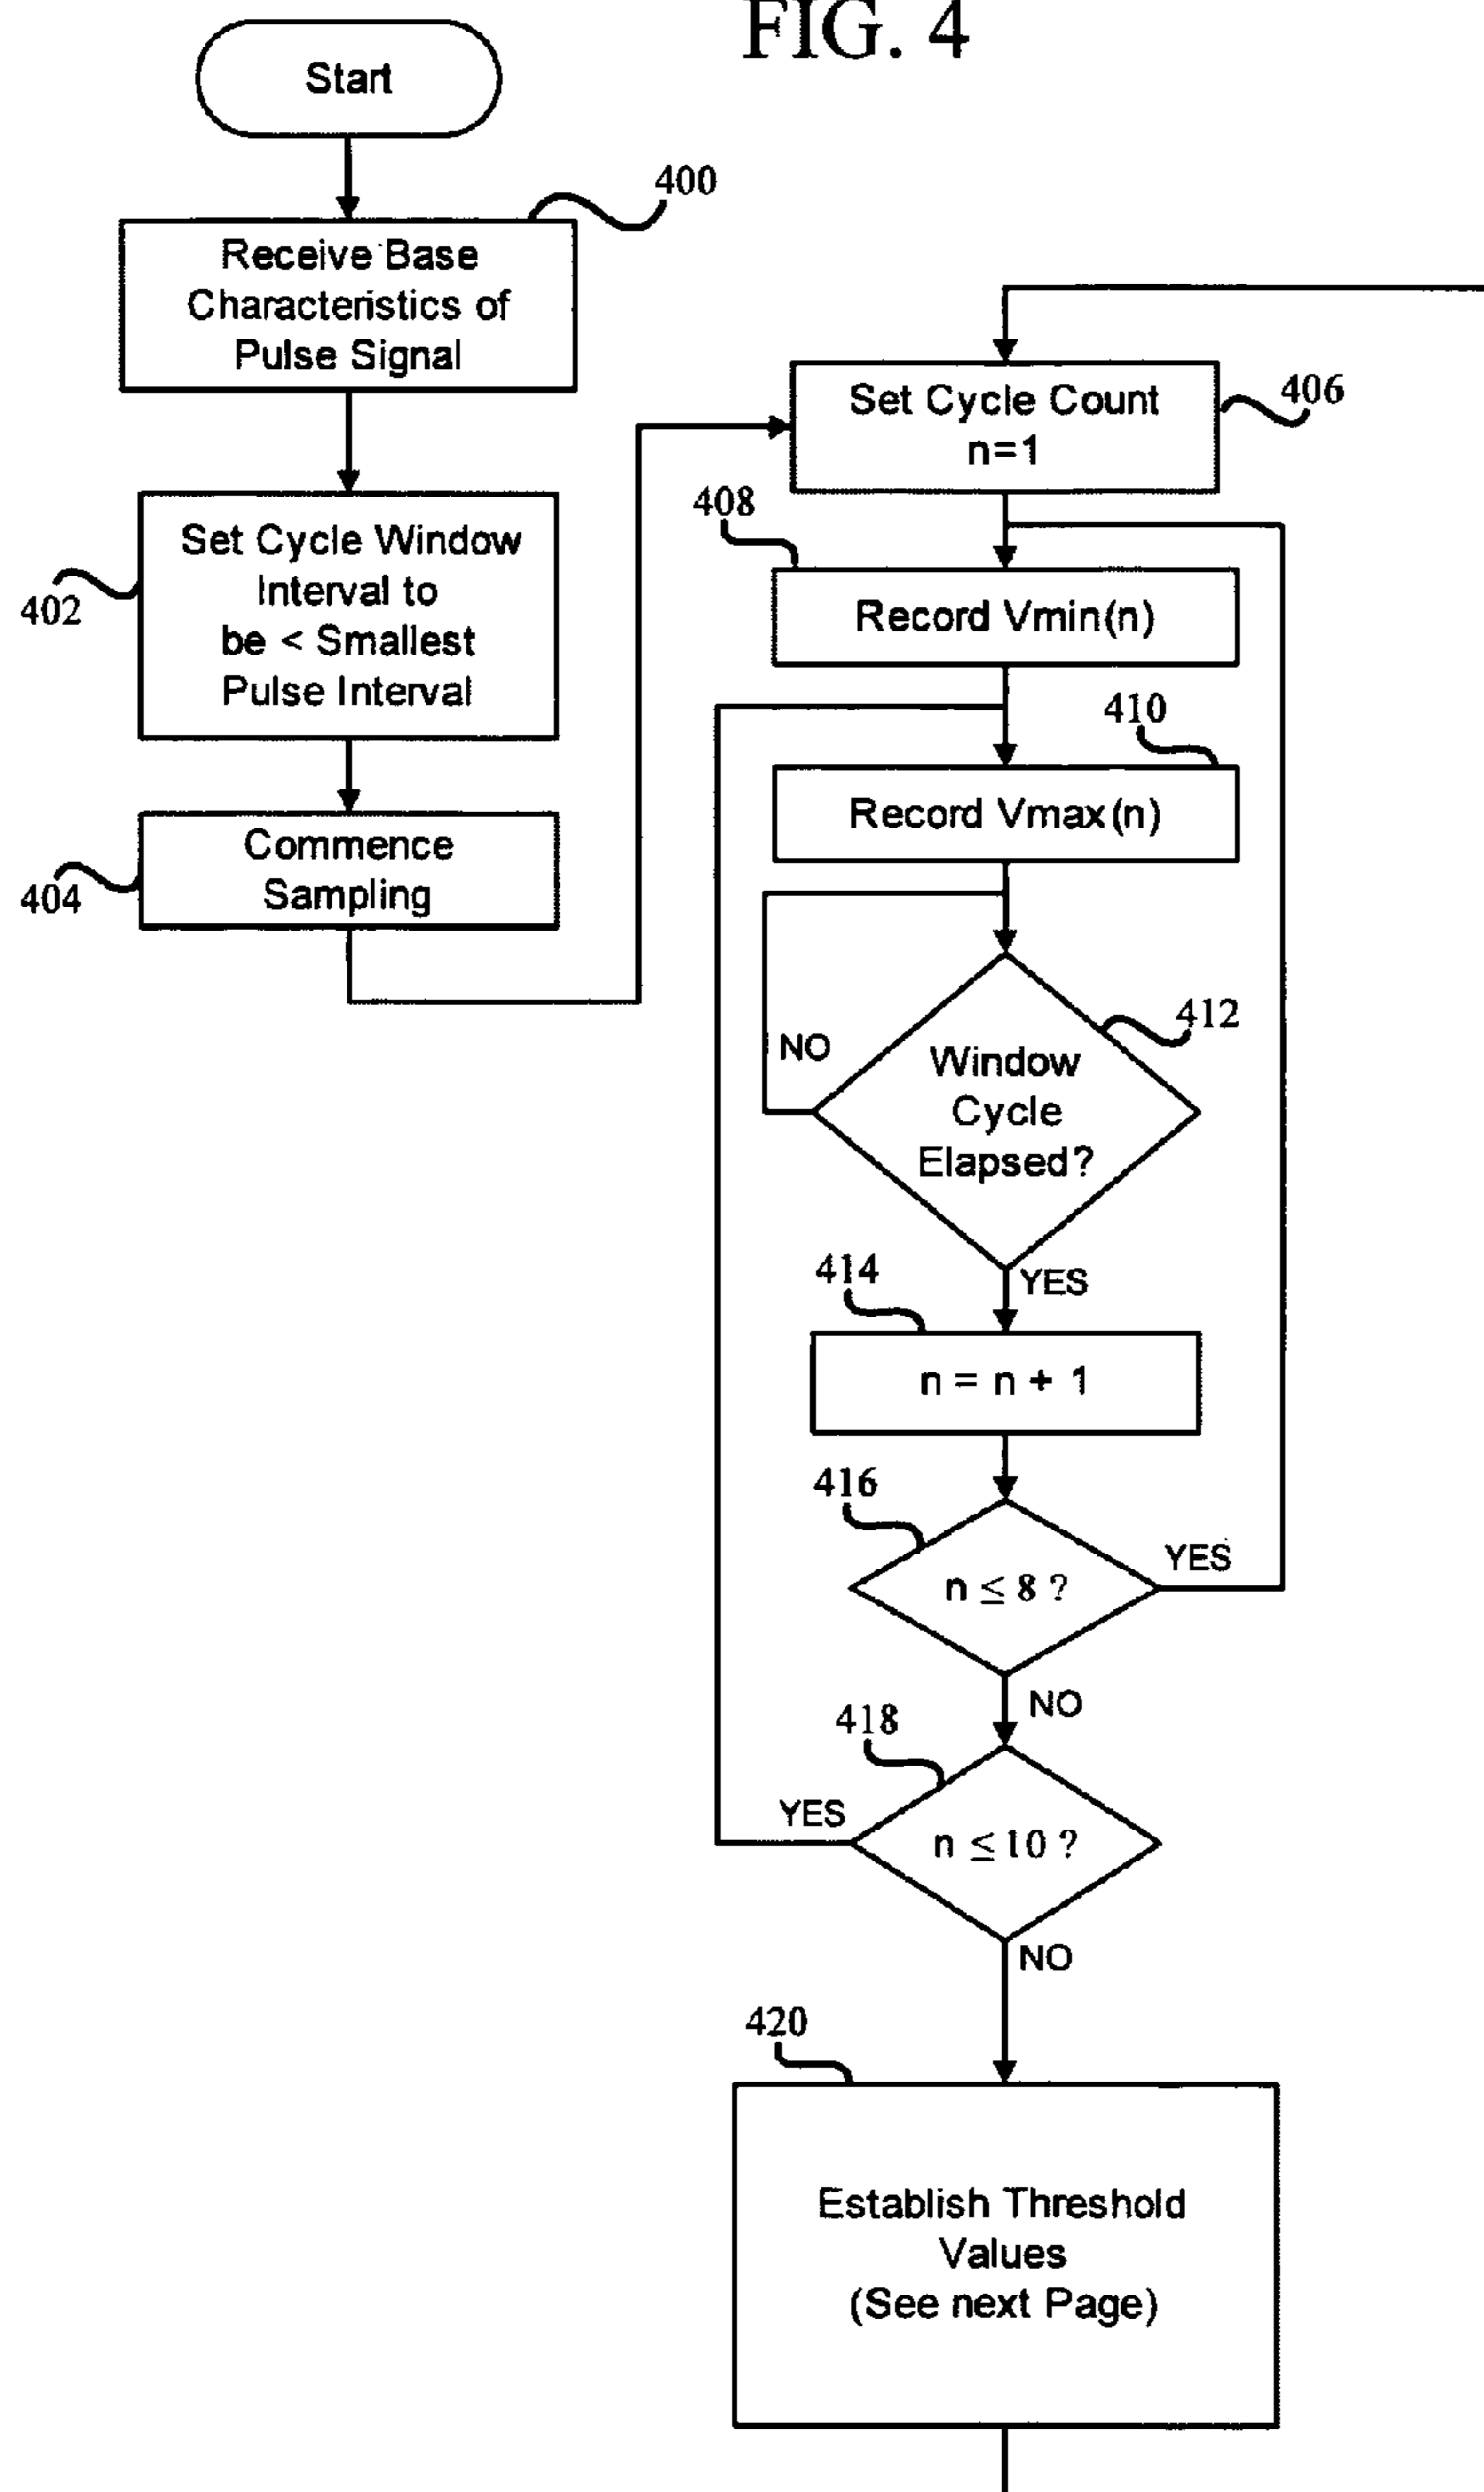 FIG. 4
Start
400
Receive Base
Characteristics of
Pulse Signal
402
Set Cycle Window
Interval to
be < Smallest
Pulse Interval
404
Commence
Sampling
406
Set Cycle Count
n=1
408
Record Vmin(n)
410
Record Vmax(n)
412
NO
Window
Cycle
Elapsed?
YES
414
n = n + 1
416
n ≤ 8 ?
YES
NO
418
YES
n ≤ 10 ?
NO
420
Establish Threshold
Values
(See next Page)